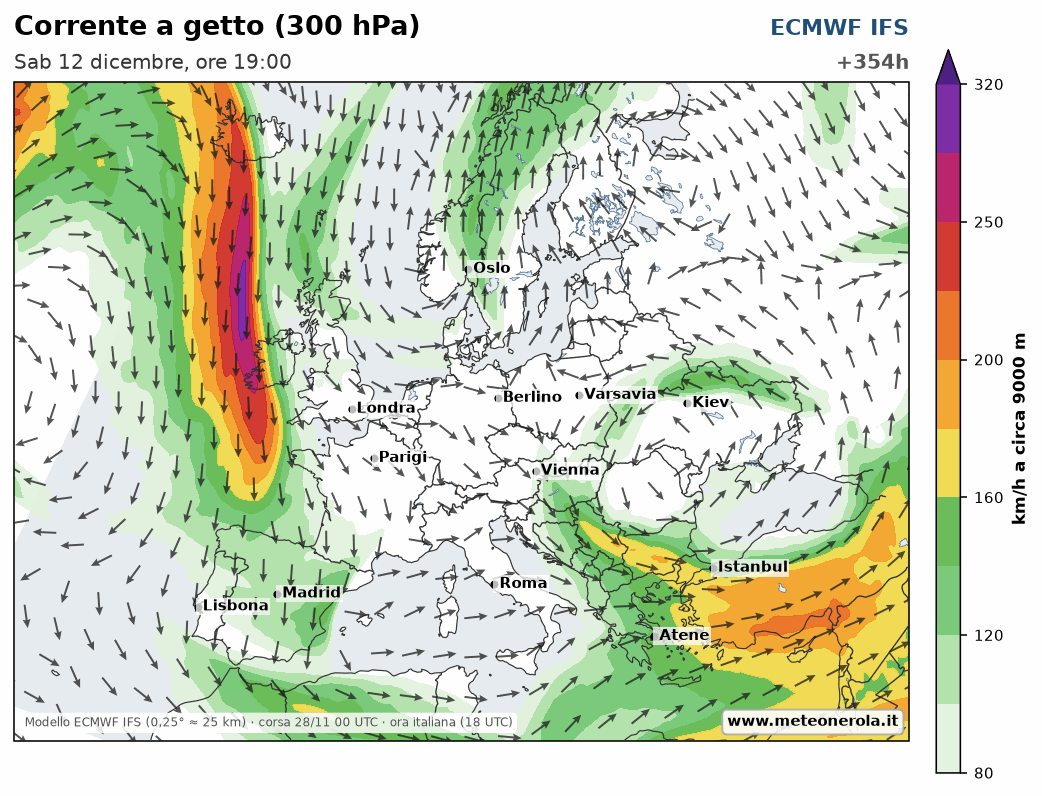 Corrente a getto (300 hPa)
ECMWF IFS
Sab 12 dicembre, ore 19:00
+354h
320
250
200
160
120
80
km/h a circa 9000 m
Oslo
Berlino
Varsavia
Kiev
Londra
Parigi
Vienna
Istanbul
Roma
Madrid
Lisbona
Atene
Modello ECMWF IFS (0,25° ≈ 25 km) · corsa 28/11 00 UTC · ora italiana (18 UTC)
www.meteonerola.it